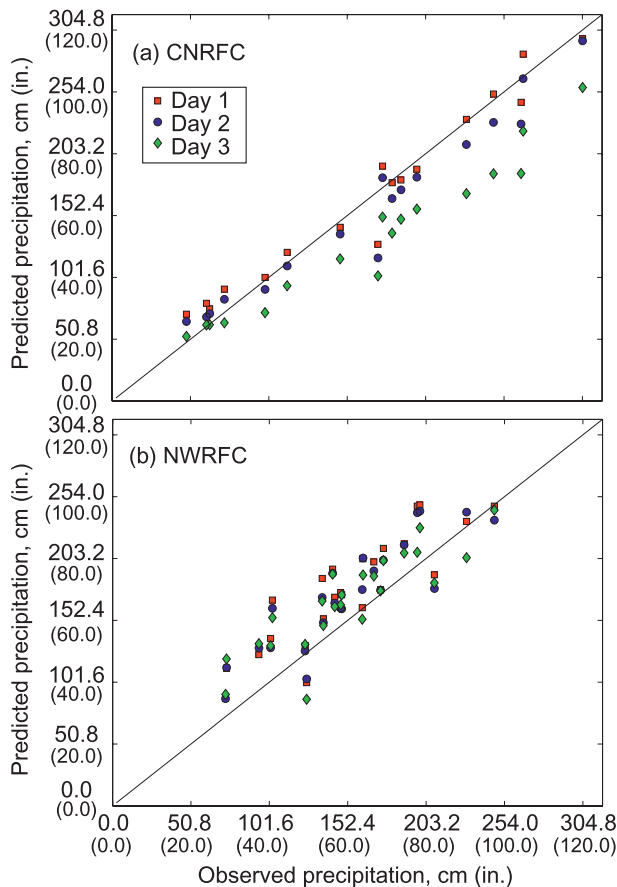 304.8
(120.0)
(a) CNRFC
254.0
(100.0)
Day 1
Day 2
Day 3
203.2
(80.0)
152.4
(60.0)
101.6
(40.0)
50.8
(20.0)
0.0
(0.0)
Predicted precipitation, cm (in.)
304.8
(120.0)
(b) NWRFC
254.0
(100.0)
203.2
(80.0)
152.4
(60.0)
101.6
(40.0)
50.8
(20.0)
0.0
(0.0)
Predicted precipitation, cm (in.)
0.0 50.8 101.6 152.4 203.2 254.0 304.8
(0.0) (20.0) (40.0) (60.0) (80.0) (100.0) (120.0)
Observed precipitation, cm (in.)